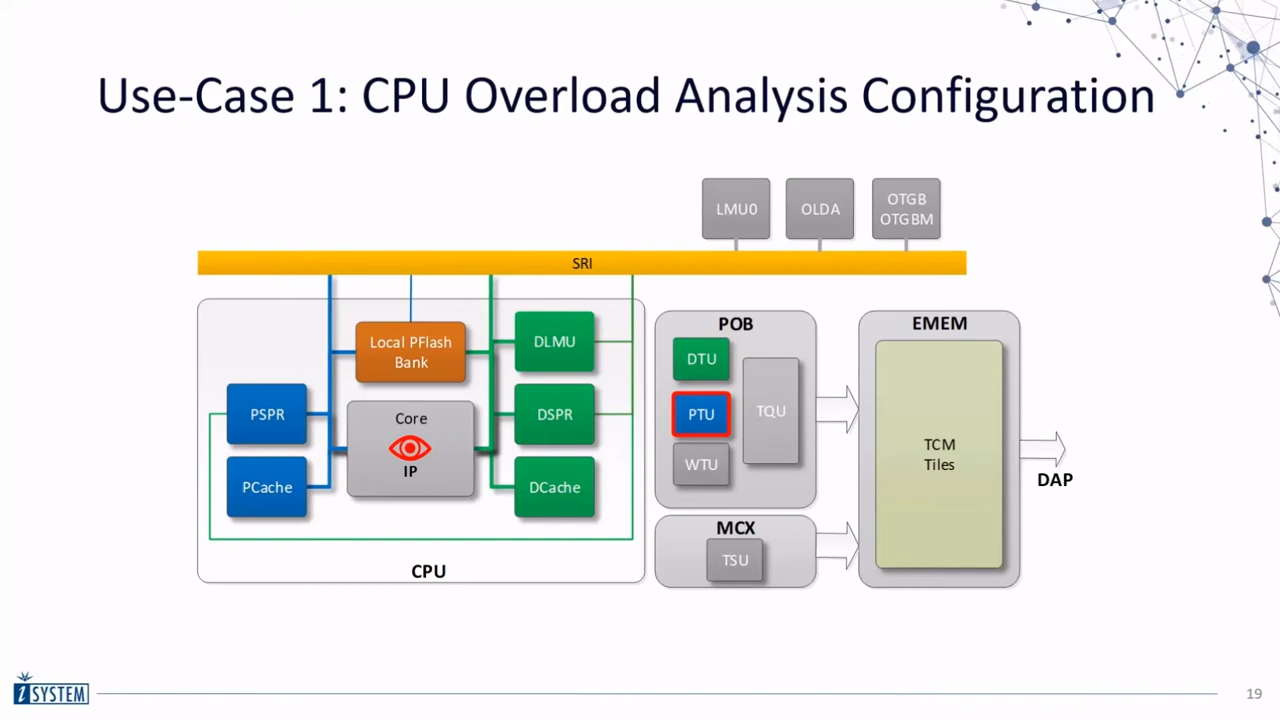 Use-Case 1: CPU Overload Analysis Configuration
LMU0
OLDA
OTGB
OTGBM
SRI
Local PFlash
Bank
DLMU
PSPR
Core
IP
DSPR
PCache
DCache
CPU
POB
DTU
PTU
TQU
WTU
MCX
TSU
EMEM
TCM
Tiles
DAP
iSYSTEM
19